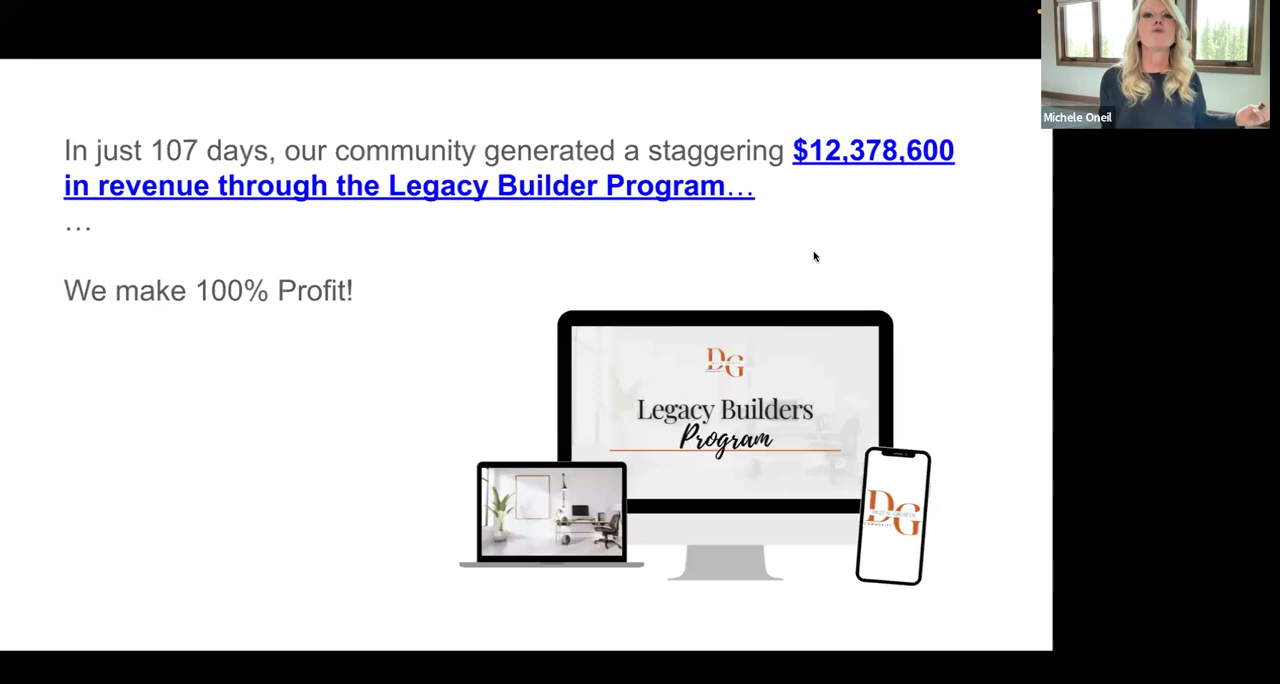 Michele Oneil
In just 107 days, our community generated a staggering $12,378,600
in revenue through the Legacy Builder Program…
…
We make 100% Profit!
DG
Legacy Builders
Program
DG
COMMUNITY